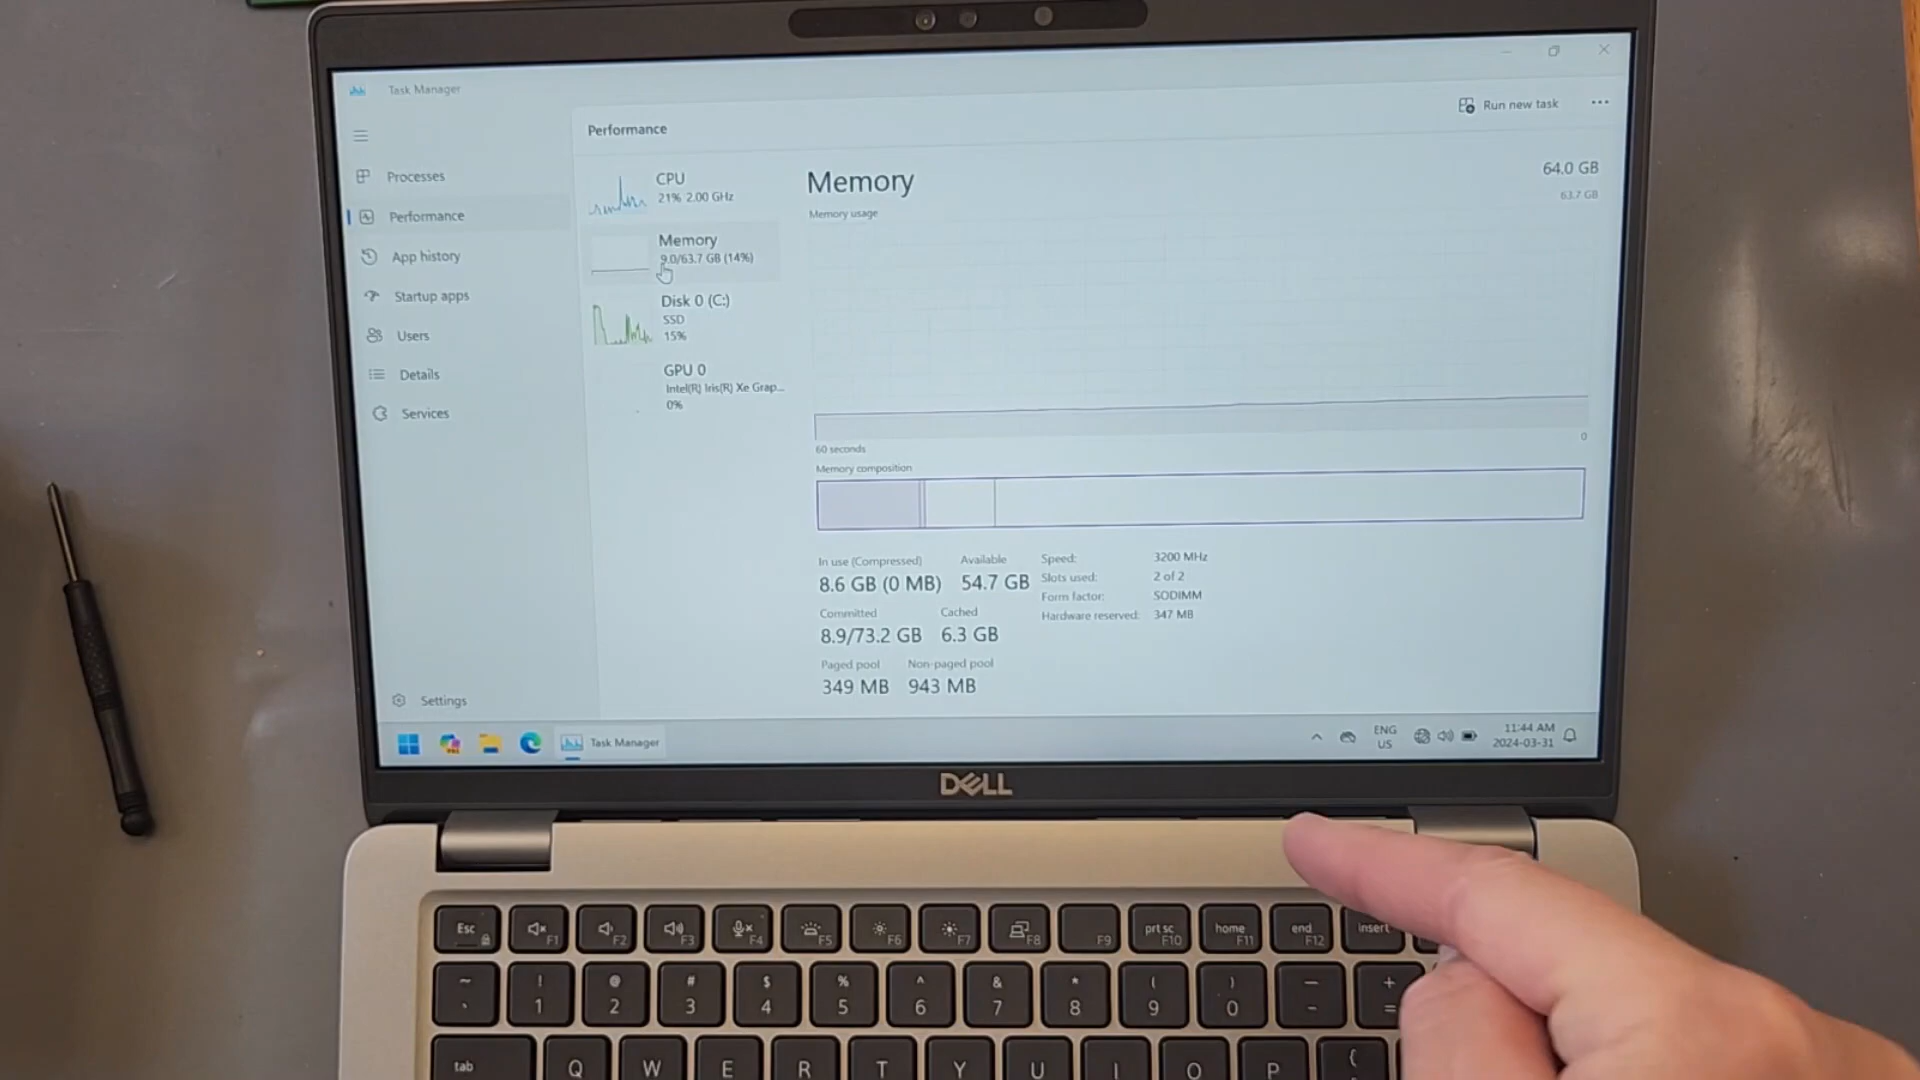 Task Manager
Run new task
Processes
Performance
App history
Startup apps
Users
Details
Services
Settings
Performance
CPU
21% 2.00 GHz
Memory
9.0/63.7 GB (14%)
Disk 0 (C:)
SSD
15%
GPU 0
Intel(R) Iris(R) Xe Grap...
0%
Memory
64.0 GB
Memory usage
63.7 GB
60 seconds
0
Memory composition
In use (Compressed)
8.6 GB (0 MB)
Available
54.7 GB
Committed
8.9/73.2 GB
Cached
6.3 GB
Paged pool
349 MB
Non-paged pool
943 MB
Speed: 3200 MHz
Slots used: 2 of 2
Form factor: SODIMM
Hardware reserved: 347 MB
Task Manager
ENG
US
11:44 AM
2024-03-31
DELL
Esc F1 F2 F3 F4 F5 F6 F7 F8 F9 prt sc F10 home F11 end F12 insert
~ ` ! 1 @ 2 # 3 $ 4 % 5 ^ 6 & 7 * 8 ( 9 ) 0 — - + =
tab Q W E R T Y U I O P {